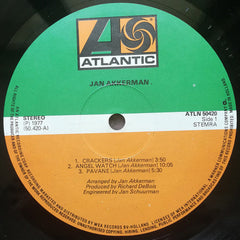 ATLANTIC
JAN AKKERMAN
STEREO
℗ 1977
(50.420-A)
ATLN 50420
Side 1
STEMRA
1. CRACKERS [Jan Akkerman] 3:50
2. ANGEL WATCH [Jan Akkerman] 10:05
3. PAVANE [Jan Akkerman] 5:30
Arranged by Jan Akkerman
Produced by Richard DeBois
Engineered by Jan Schuurman